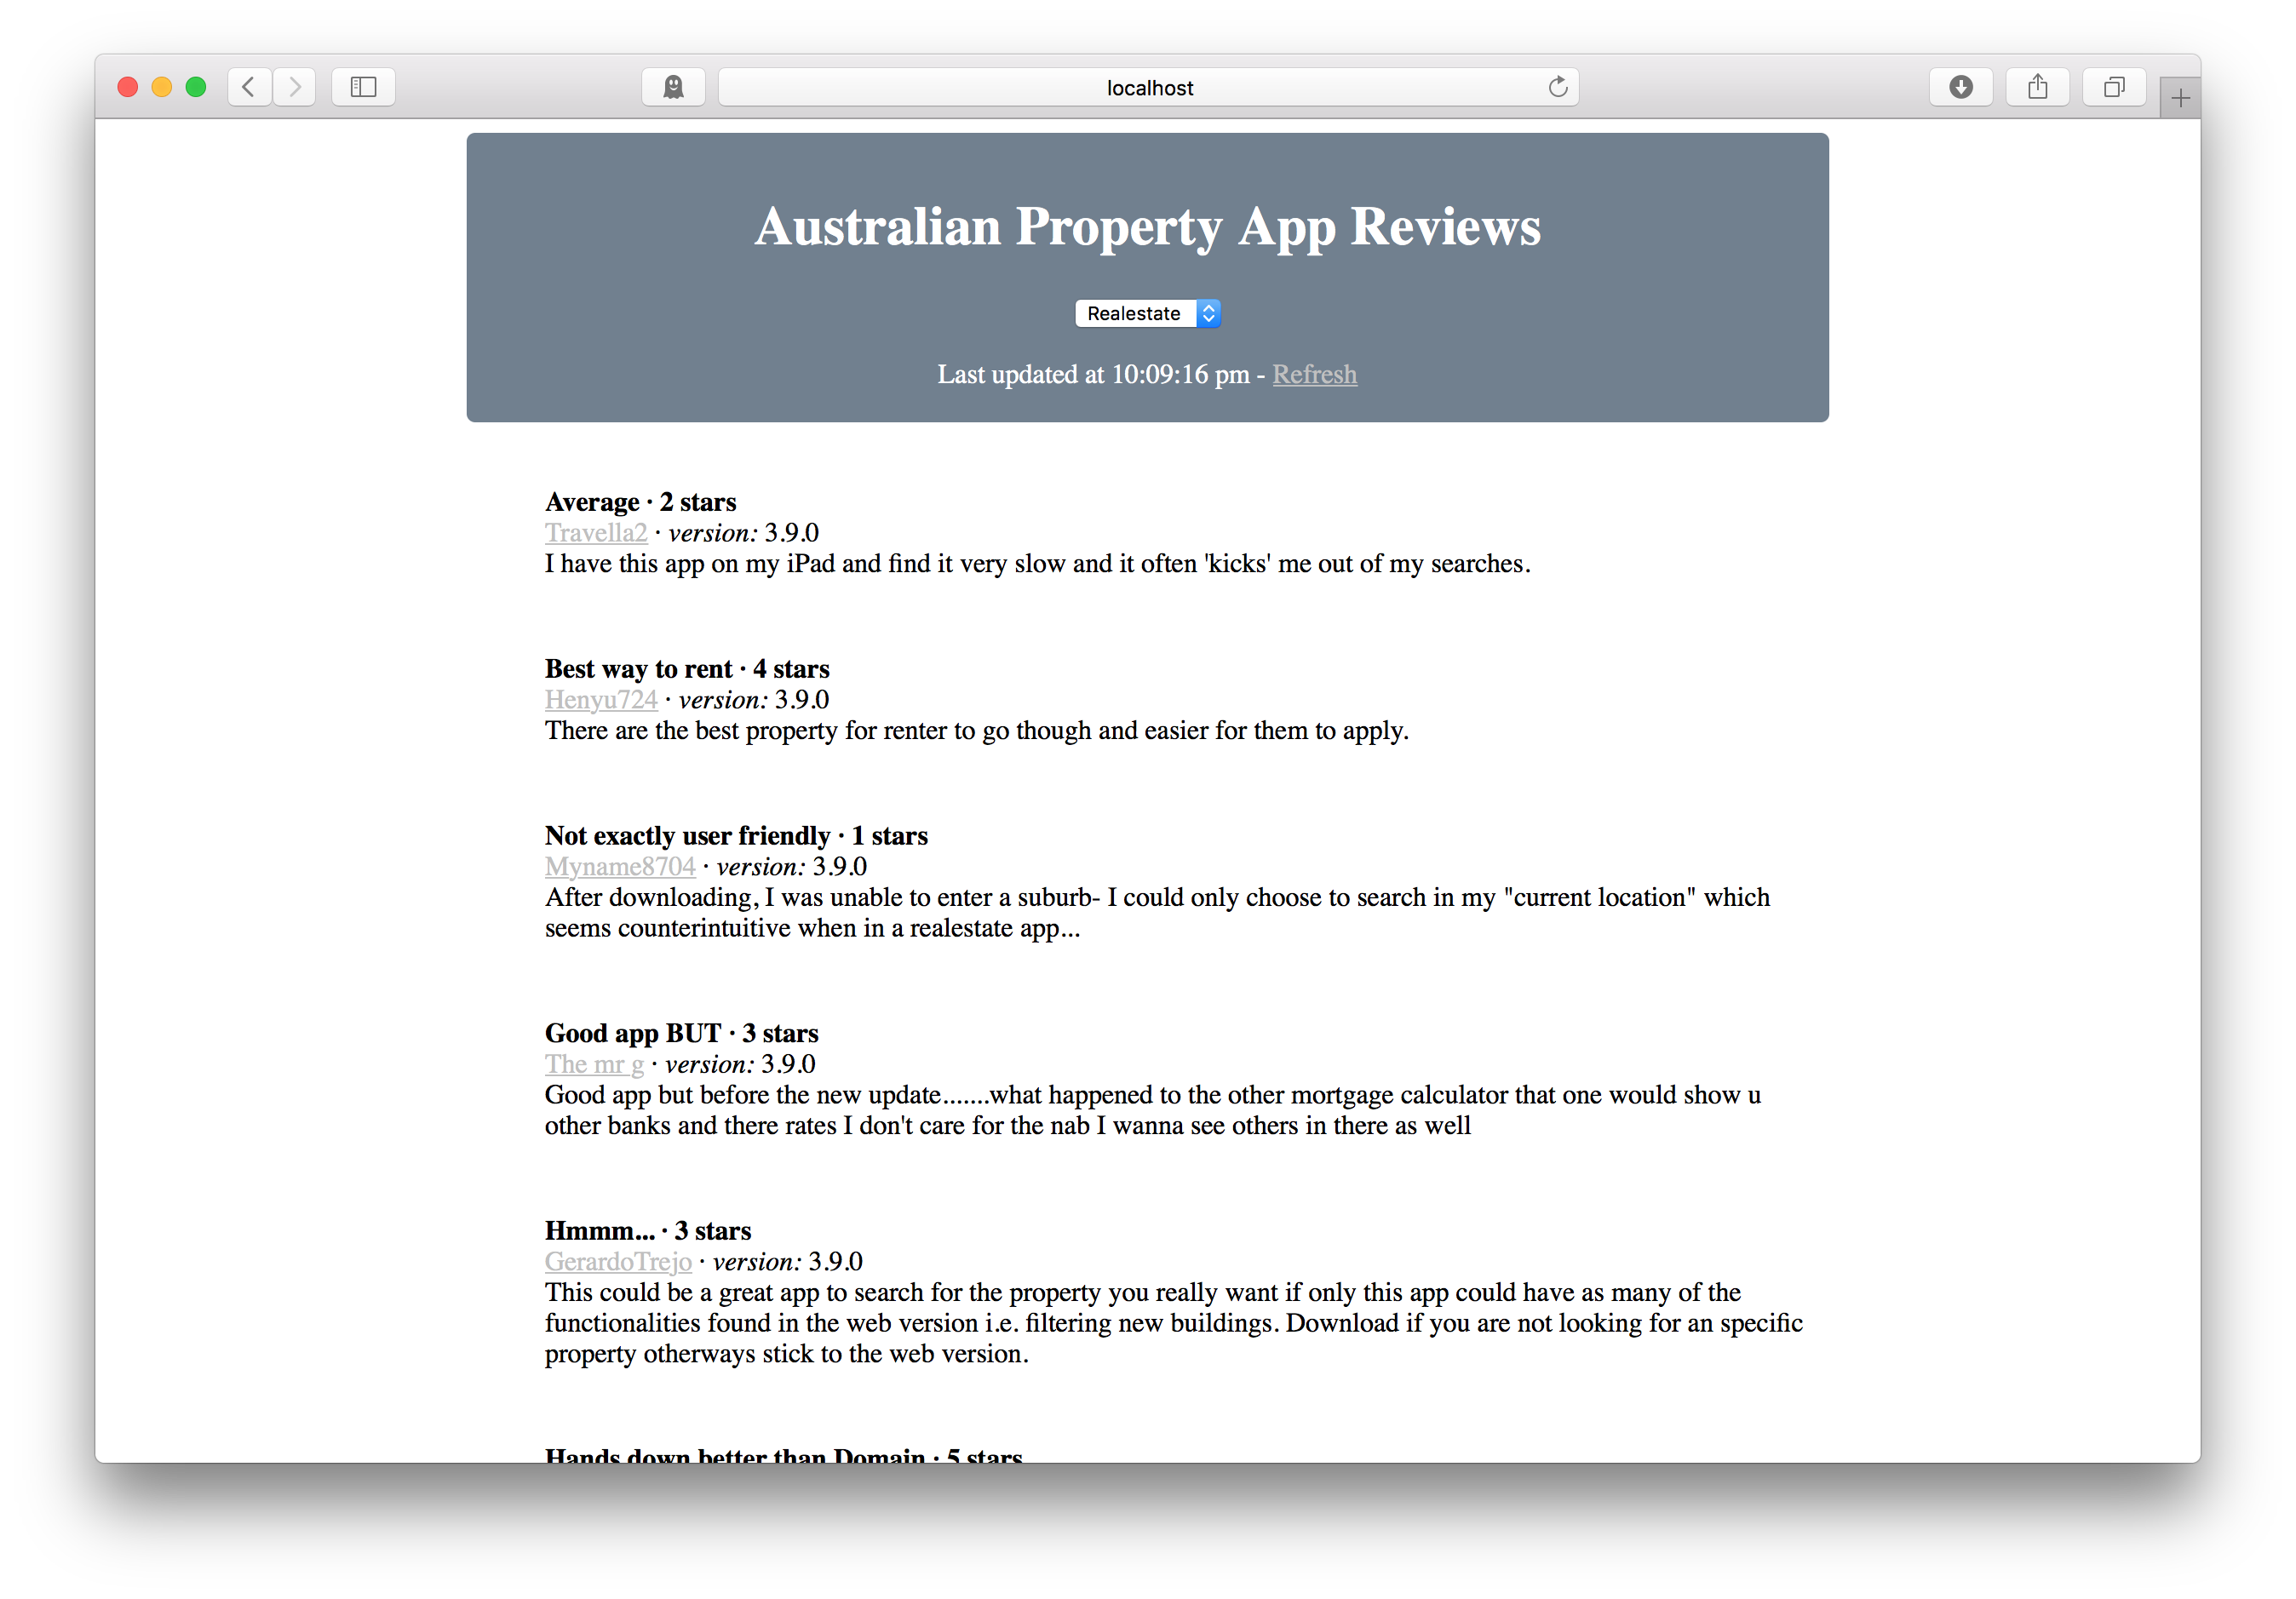 localhost
Australian Property App Reviews
Realestate
Last updated at 10:09:16 pm - Refresh
Average · 2 stars
Travella2 · version: 3.9.0
I have this app on my iPad and find it very slow and it often 'kicks' me out of my searches.
Best way to rent · 4 stars
Henyu724 · version: 3.9.0
There are the best property for renter to go though and easier for them to apply.
Not exactly user friendly · 1 stars
Myname8704 · version: 3.9.0
After downloading, I was unable to enter a suburb- I could only choose to search in my "current location" which
seems counterintuitive when in a realestate app...
Good app BUT · 3 stars
The mr g · version: 3.9.0
Good app but before the new update.......what happened to the other mortgage calculator that one would show u
other banks and there rates I don't care for the nab I wanna see others in there as well
Hmmm... · 3 stars
GerardoTrejo · version: 3.9.0
This could be a great app to search for the property you really want if only this app could have as many of the
functionalities found in the web version i.e. filtering new buildings. Download if you are not looking for an specific
property otherways stick to the web version.
Hands down better than Domain · 5 stars